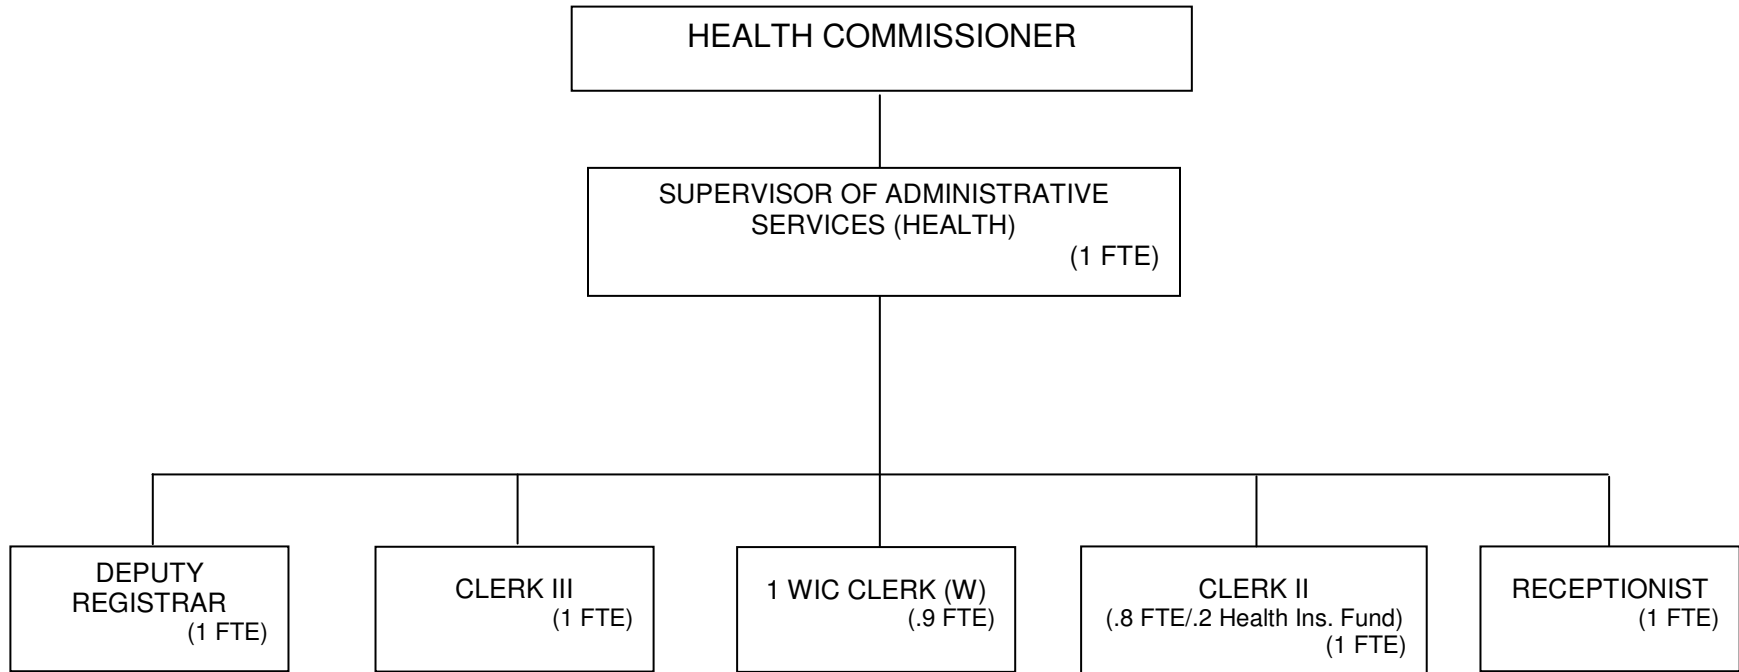 HEALTH COMMISSIONER
SUPERVISOR OF ADMINISTRATIVE
SERVICES (HEALTH)
(1 FTE)
DEPUTY
REGISTRAR
(1 FTE)
CLERK III
(1 FTE)
1 WIC CLERK (W)
(.9 FTE)
CLERK II
(.8 FTE/.2 Health Ins. Fund)
(1 FTE)
RECEPTIONIST
(1 FTE)